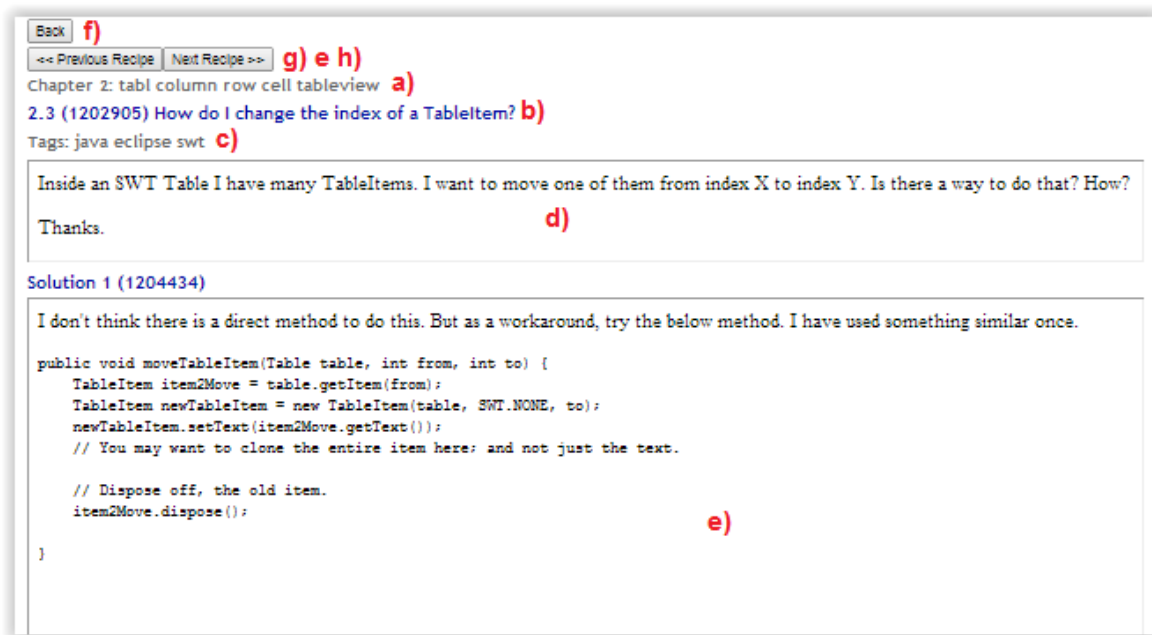 Back f)
<< Previous Recipe Next Recipe >> g) e h)
Chapter 2: tabl column row cell tableview a)
2.3 (1202905) How do I change the index of a TableItem? b)
Tags: java eclipse swt c)
Inside an SWT Table I have many TableItems. I want to move one of them from index X to index Y. Is there a way to do that? How?
d)
Thanks.
Solution 1 (1204434)
I don't think there is a direct method to do this. But as a workaround, try the below method. I have used something similar once.
public void moveTableItem(Table table, int from, int to) {
    TableItem item2Move = table.getItem(from);
    TableItem newTableItem = new TableItem(table, SWT.NONE, to);
    newTableItem.setText(item2Move.getText());
    // You may want to clone the entire item here; and not just the text.
    // Dispose off, the old item.
    item2Move.dispose();
e)
}